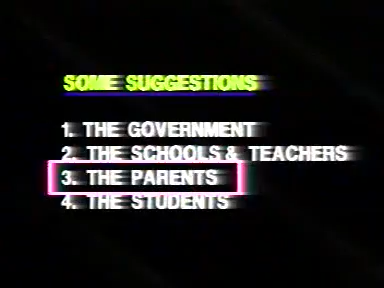 SOME SUGGESTIONS
1. THE GOVERNMENT
2. THE SCHOOLS & TEACHERS
3. THE PARENTS
4. THE STUDENTS